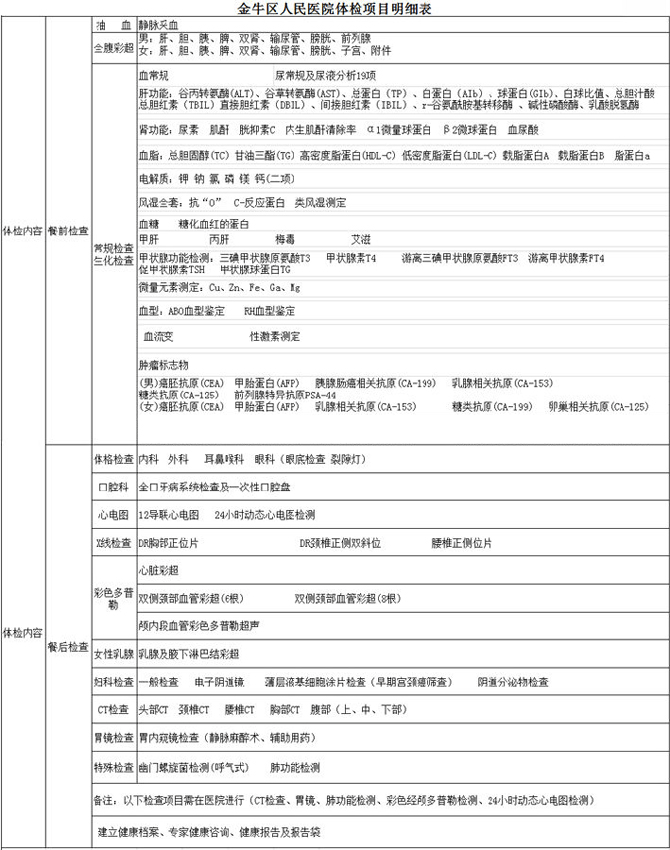 金牛区人民医院体检项目明细表
体检内容 餐前检查
抽 血 静脉采血
全腹彩超 男：肝、胆、胰、脾、双肾、输尿管、膀胱、前列腺
女：肝、胆、胰、脾、双肾、输尿管、膀胱、子宫、附件
常规检查
生化检查
血常规 尿常规及尿液分析19项
肝功能：谷丙转氨酶(ALT)、谷草转氨酶(AST)、总蛋白（TP）、白蛋白（AIb）、球蛋白(GIb)、白球比值、总胆汁酸
总胆红素（TBIL）直接胆红素（DBIL）、间接胆红素（IBIL）、r-谷氨酰胺基转移酶 、碱性磷酸酶、乳酸脱氢酶
肾功能：尿素 肌酐 胱抑素C 内生肌酐清除率 α1微量球蛋白 β2微球蛋白 血尿酸
血脂：总胆固醇(TC) 甘油三酯(TG) 高密度脂蛋白(HDL-C) 低密度脂蛋白(LDL-C) 载脂蛋白A 载脂蛋白B 脂蛋白a
电解质：钾 钠 氯 磷 镁 钙(二项)
风湿全套：抗“O” C-反应蛋白 类风湿测定
血糖 糖化血红的蛋白
甲肝 丙肝 梅毒 艾滋
甲状腺功能检测：三碘甲状腺原氨酸T3 甲状腺素T4 游离三碘甲状腺原氨酸FT3 游离甲状腺素FT4
促甲状腺素TSH 甲状腺球蛋白TG
微量元素测定：Cu、Zn、Fe、Ga、Mg
血型：ABO血型鉴定 RH血型鉴定
血流变 性激素测定
肿瘤标志物
(男)癌胚抗原(CEA) 甲胎蛋白(AFP) 胰腺肠癌相关抗原(CA-199) 乳腺相关抗原(CA-153)
糖类抗原(CA-125) 前列腺特异抗原PSA-44
(女)癌胚抗原(CEA) 甲胎蛋白(AFP) 乳腺相关抗原(CA-153) 糖类抗原(CA-199) 卵巢相关抗原(CA-125)
体检内容 餐后检查
体格检查 内科 外科 耳鼻喉科 眼科（眼底检查 裂隙灯）
口腔科 全口牙病系统检查及一次性口腔盘
心电图 12导联心电图 24小时动态心电图检测
X线检查 DR胸部正位片 DR颈椎正侧双斜位 腰椎正侧位片
彩色多普勒
心脏彩超
双侧颈部血管彩超(6根) 双侧颈部血管彩超(8根)
颅内段血管彩色多普勒超声
女性乳腺 乳腺及腋下淋巴结彩超
妇科检查 一般检查 电子阴道镜 薄层液基细胞涂片检查（早期宫颈癌筛查） 阴道分泌物检查
CT检查 头部CT 颈椎CT 腰椎CT 胸部CT 腹部（上、中、下部）
胃镜检查 胃内窥镜检查（静脉麻醉术、辅助用药）
特殊检查 幽门螺旋菌检测(呼气式) 肺功能检测
备注：以下检查项目需在医院进行（CT检查、胃镜、肺功能检测、彩色经颅多普勒检测、24小时动态心电图检测）
建立健康档案、专家健康咨询、健康报告及报告袋